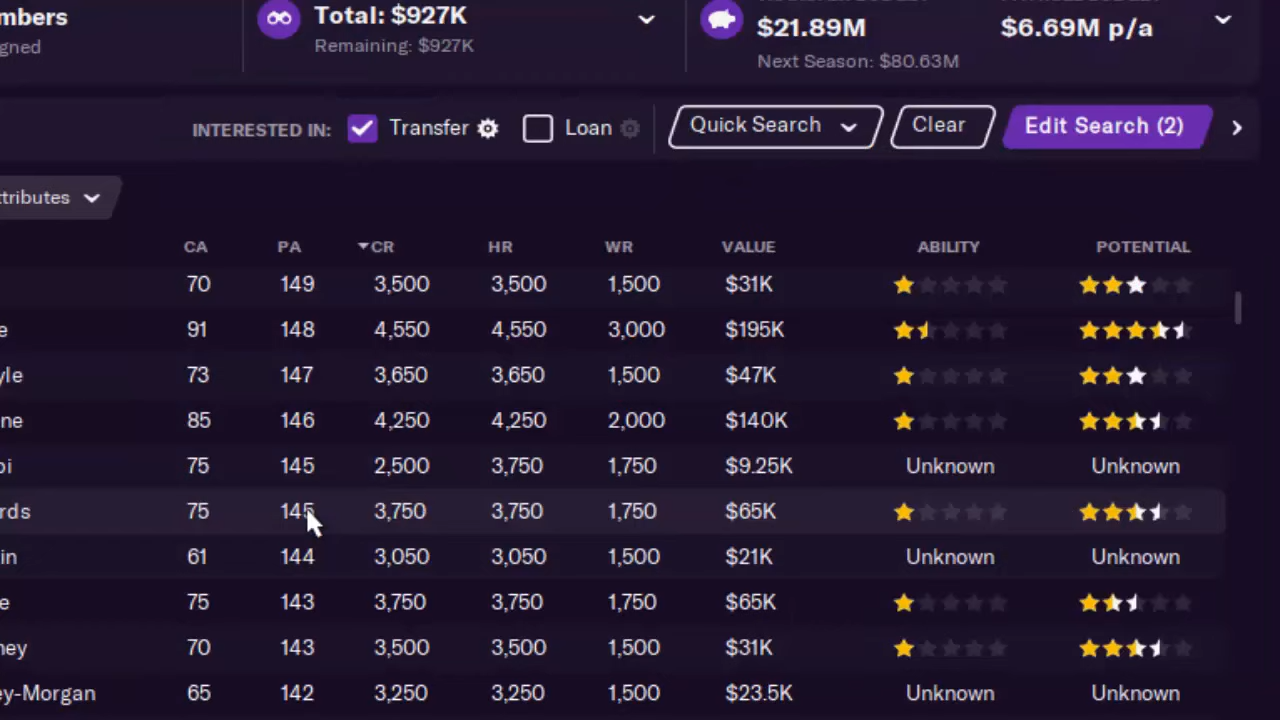 mbers
Total: $927K
Remaining: $927K
igned
$21.89M
$6.69M p/a
Next Season: $80.63M
INTERESTED IN: Transfer Loan Quick Search Clear Edit Search (2)
ttributes
CA PA CR HR WR VALUE ABILITY POTENTIAL
70 149 3,500 3,500 1,500 $31K
e 91 148 4,550 4,550 3,000 $195K
yle 73 147 3,650 3,650 1,500 $47K
ne 85 146 4,250 4,250 2,000 $140K
oi 75 145 2,500 3,750 1,750 $9.25K Unknown Unknown
rds 75 145 3,750 3,750 1,750 $65K
in 61 144 3,050 3,050 1,500 $21K Unknown Unknown
e 75 143 3,750 3,750 1,750 $65K
ney 70 143 3,500 3,500 1,500 $31K
ey-Morgan 65 142 3,250 3,250 1,500 $23.5K Unknown Unknown